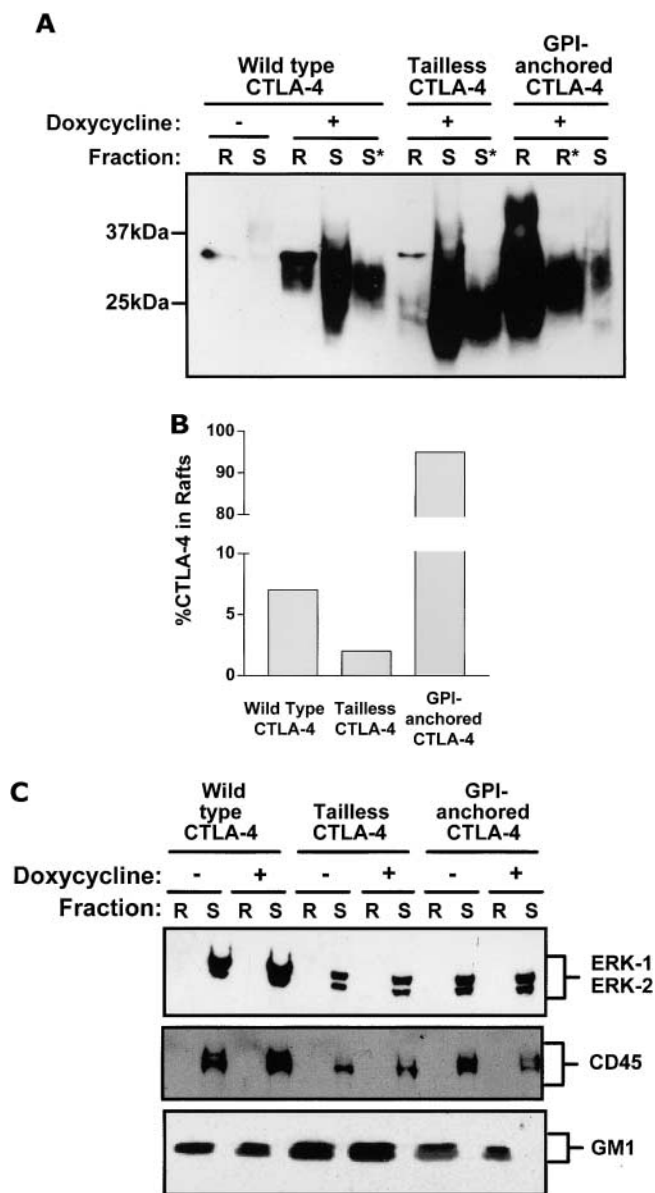 A
Wild type CTLA-4
Tailless CTLA-4
GPI-anchored CTLA-4
Doxycycline: - + + +
Fraction: R S R S S* R S S* R R* S
37kDa
25kDa
B
%CTLA-4 in Rafts
100
90
80
10
5
0
Wild Type CTLA-4
Tailless CTLA-4
GPI-anchored CTLA-4
C
Wild type CTLA-4
Tailless CTLA-4
GPI-anchored CTLA-4
Doxycycline: - + - + - +
Fraction: R S R S R S R S R S R S
ERK-1
ERK-2
CD45
GM1